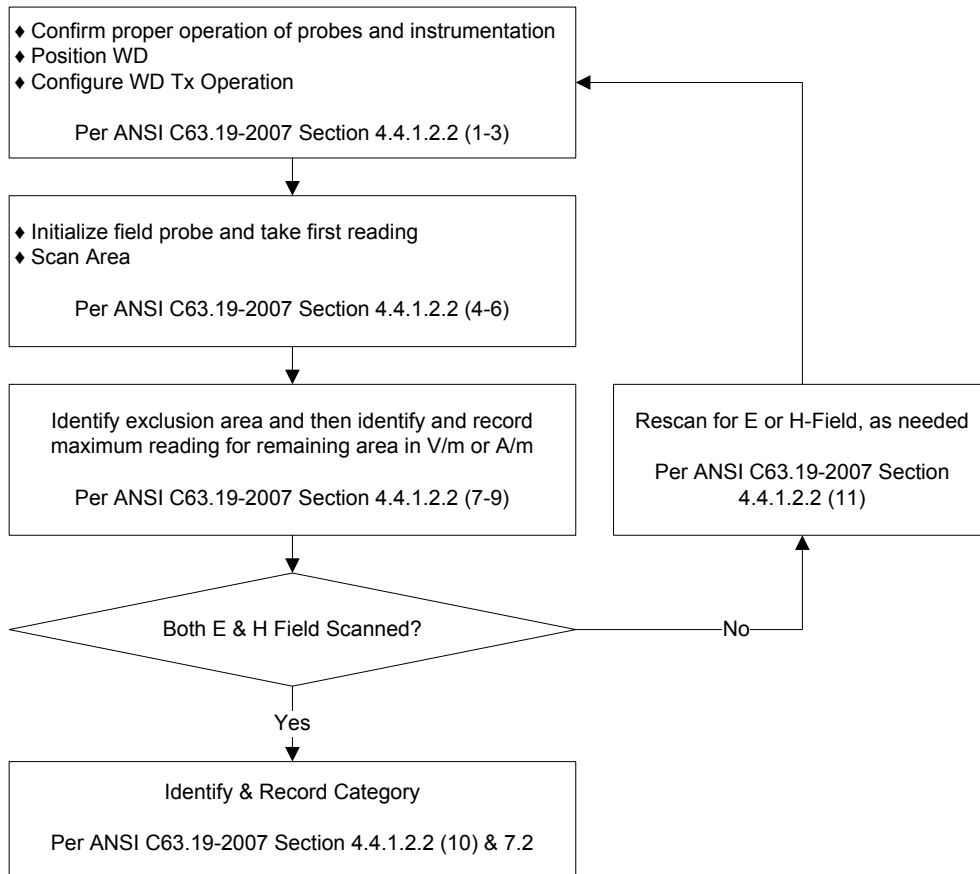 ♦ Confirm proper operation of probes and instrumentation
♦ Position WD
♦ Configure WD Tx Operation
Per ANSI C63.19-2007 Section 4.4.1.2.2 (1-3)
♦ Initialize field probe and take first reading
♦ Scan Area
Per ANSI C63.19-2007 Section 4.4.1.2.2 (4-6)
Identify exclusion area and then identify and record
maximum reading for remaining area in V/m or A/m
Per ANSI C63.19-2007 Section 4.4.1.2.2 (7-9)
Rescan for E or H-Field, as needed
Per ANSI C63.19-2007 Section
4.4.1.2.2 (11)
Both E & H Field Scanned?
No
Yes
Identify & Record Category
Per ANSI C63.19-2007 Section 4.4.1.2.2 (10) & 7.2